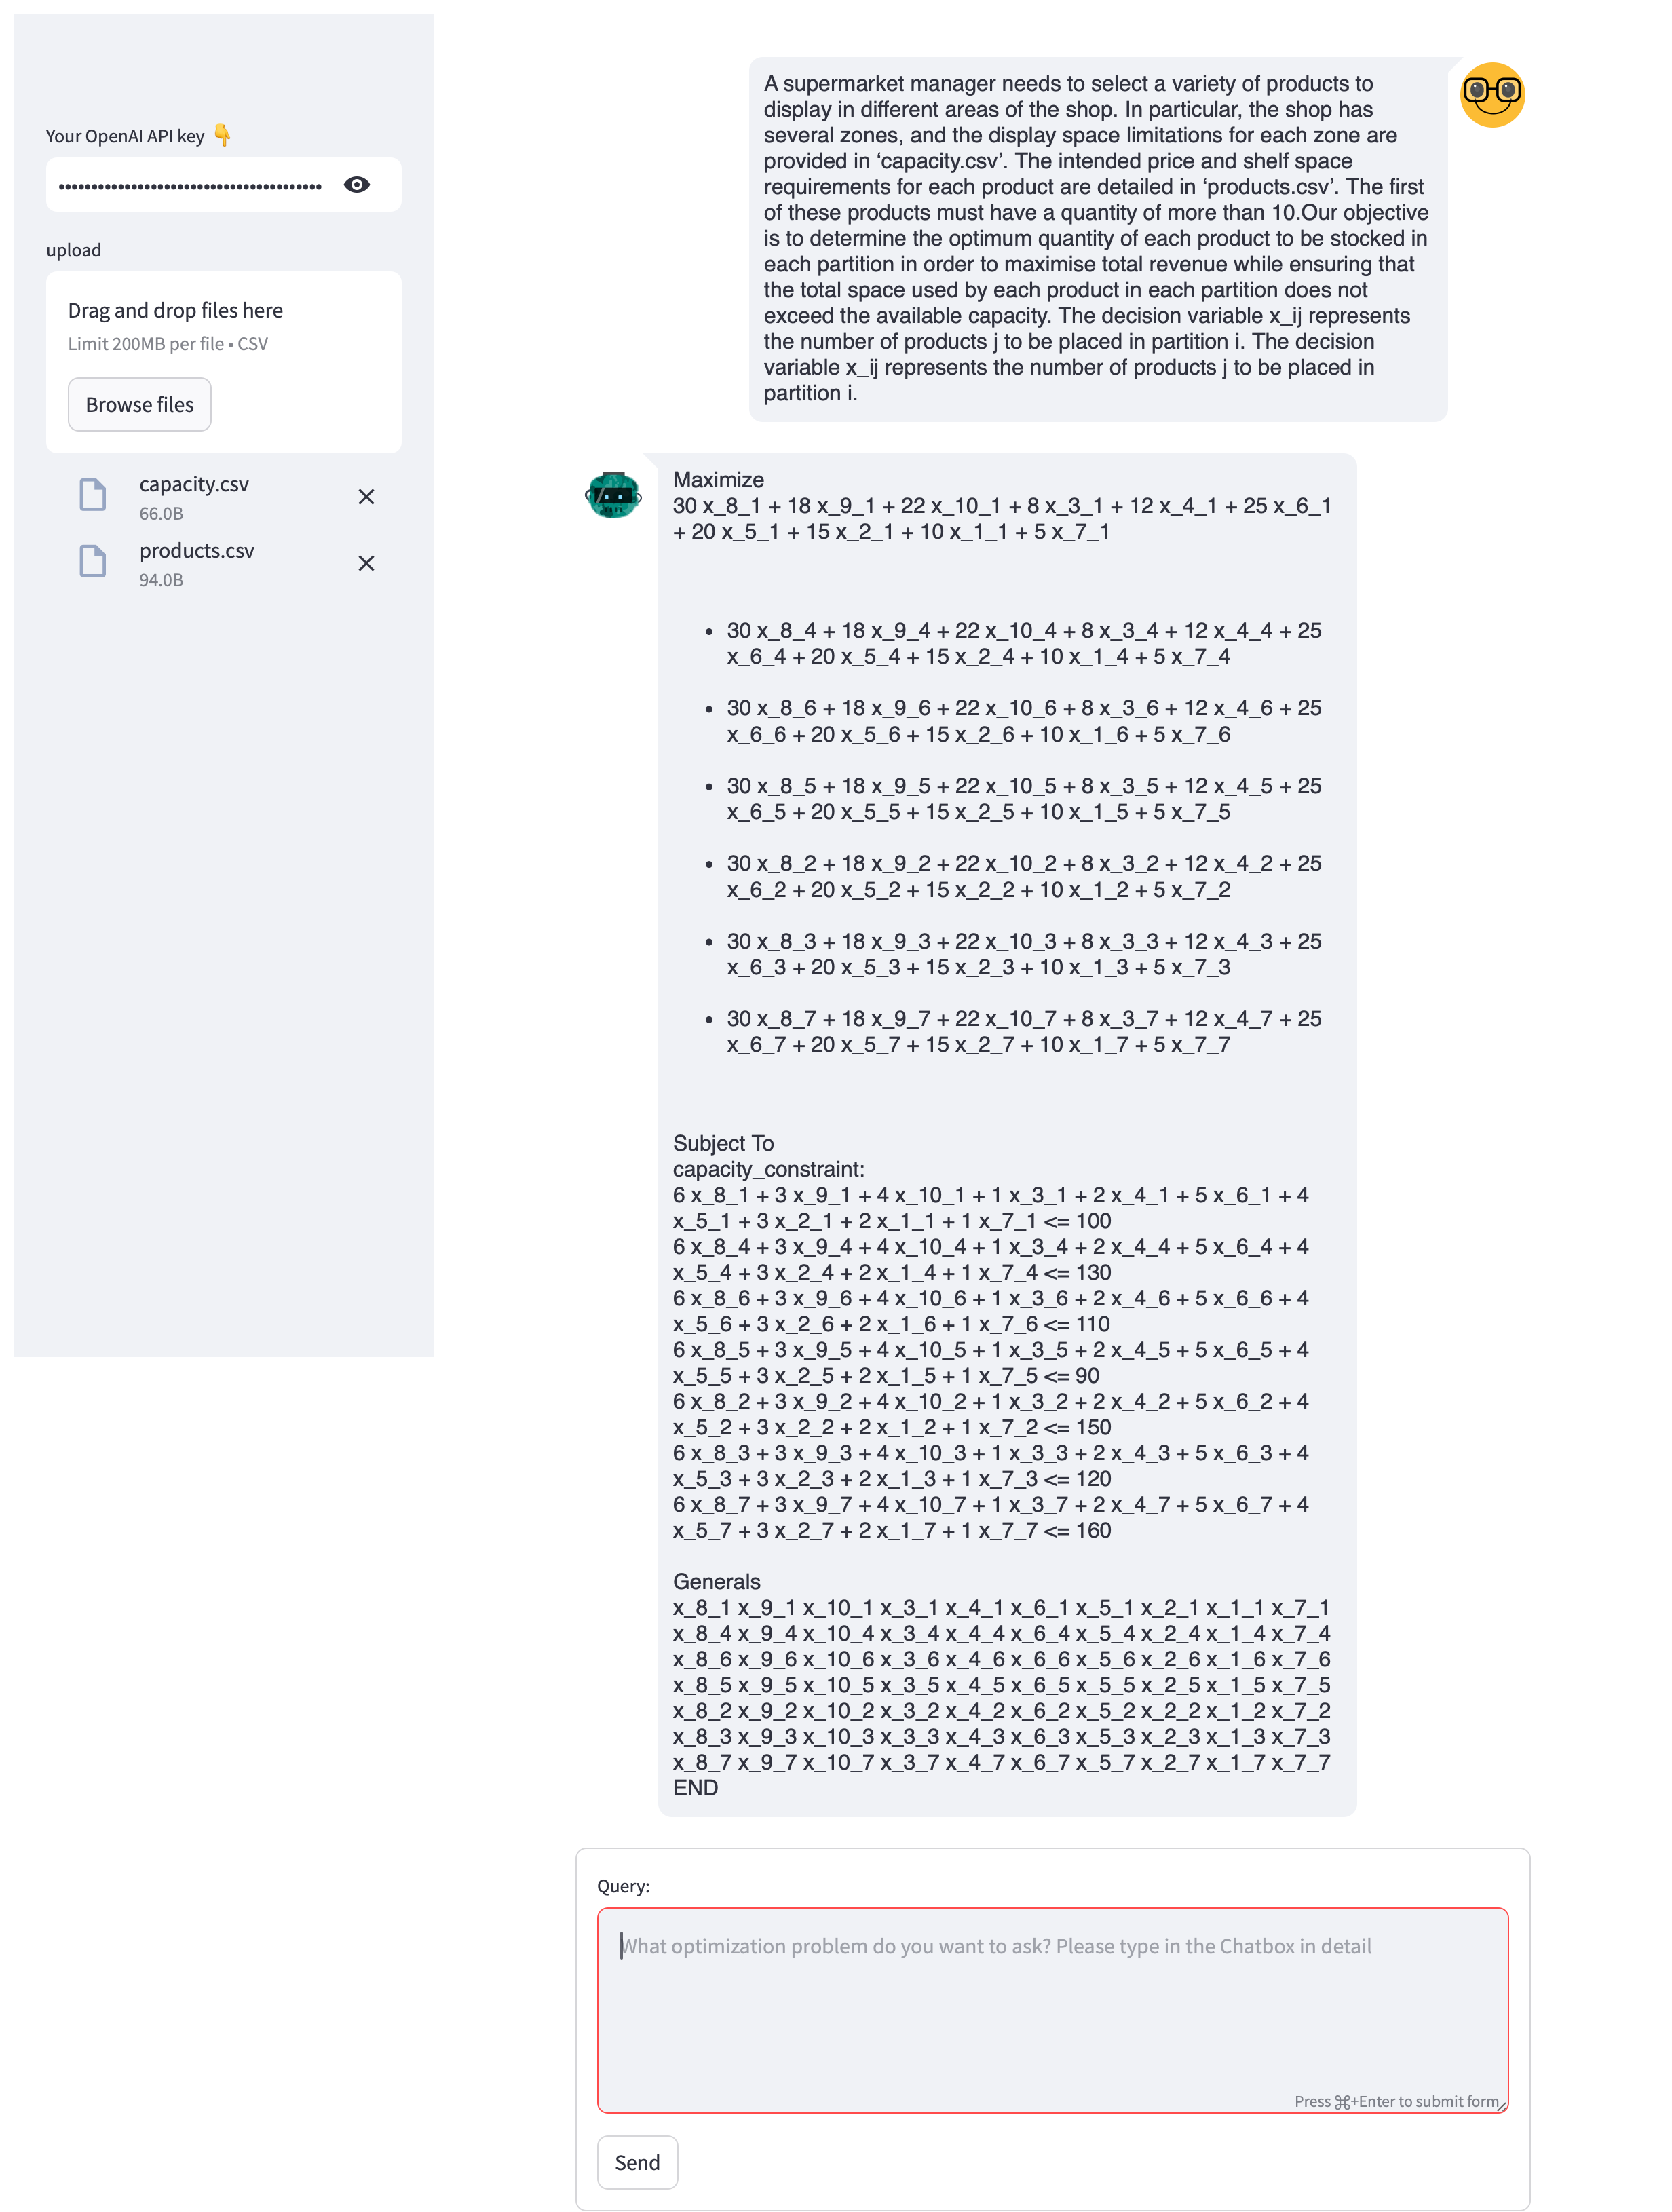 Your OpenAI API key 👇
upload
Drag and drop files here
Limit 200MB per file • CSV
Browse files
capacity.csv
66.0B
products.csv
94.0B
A supermarket manager needs to select a variety of products to
display in different areas of the shop. In particular, the shop has
several zones, and the display space limitations for each zone are
provided in ‘capacity.csv’. The intended price and shelf space
requirements for each product are detailed in ‘products.csv’. The first
of these products must have a quantity of more than 10.Our objective
is to determine the optimum quantity of each product to be stocked in
each partition in order to maximise total revenue while ensuring that
the total space used by each product in each partition does not
exceed the available capacity. The decision variable x_ij represents
the number of products j to be placed in partition i. The decision
variable x_ij represents the number of products j to be placed in
partition i.
Maximize
30 x_8_1 + 18 x_9_1 + 22 x_10_1 + 8 x_3_1 + 12 x_4_1 + 25 x_6_1
+ 20 x_5_1 + 15 x_2_1 + 10 x_1_1 + 5 x_7_1
• 30 x_8_4 + 18 x_9_4 + 22 x_10_4 + 8 x_3_4 + 12 x_4_4 + 25
x_6_4 + 20 x_5_4 + 15 x_2_4 + 10 x_1_4 + 5 x_7_4
• 30 x_8_6 + 18 x_9_6 + 22 x_10_6 + 8 x_3_6 + 12 x_4_6 + 25
x_6_6 + 20 x_5_6 + 15 x_2_6 + 10 x_1_6 + 5 x_7_6
• 30 x_8_5 + 18 x_9_5 + 22 x_10_5 + 8 x_3_5 + 12 x_4_5 + 25
x_6_5 + 20 x_5_5 + 15 x_2_5 + 10 x_1_5 + 5 x_7_5
• 30 x_8_2 + 18 x_9_2 + 22 x_10_2 + 8 x_3_2 + 12 x_4_2 + 25
x_6_2 + 20 x_5_2 + 15 x_2_2 + 10 x_1_2 + 5 x_7_2
• 30 x_8_3 + 18 x_9_3 + 22 x_10_3 + 8 x_3_3 + 12 x_4_3 + 25
x_6_3 + 20 x_5_3 + 15 x_2_3 + 10 x_1_3 + 5 x_7_3
• 30 x_8_7 + 18 x_9_7 + 22 x_10_7 + 8 x_3_7 + 12 x_4_7 + 25
x_6_7 + 20 x_5_7 + 15 x_2_7 + 10 x_1_7 + 5 x_7_7
Subject To
capacity_constraint:
6 x_8_1 + 3 x_9_1 + 4 x_10_1 + 1 x_3_1 + 2 x_4_1 + 5 x_6_1 + 4
x_5_1 + 3 x_2_1 + 2 x_1_1 + 1 x_7_1 <= 100
6 x_8_4 + 3 x_9_4 + 4 x_10_4 + 1 x_3_4 + 2 x_4_4 + 5 x_6_4 + 4
x_5_4 + 3 x_2_4 + 2 x_1_4 + 1 x_7_4 <= 130
6 x_8_6 + 3 x_9_6 + 4 x_10_6 + 1 x_3_6 + 2 x_4_6 + 5 x_6_6 + 4
x_5_6 + 3 x_2_6 + 2 x_1_6 + 1 x_7_6 <= 110
6 x_8_5 + 3 x_9_5 + 4 x_10_5 + 1 x_3_5 + 2 x_4_5 + 5 x_6_5 + 4
x_5_5 + 3 x_2_5 + 2 x_1_5 + 1 x_7_5 <= 90
6 x_8_2 + 3 x_9_2 + 4 x_10_2 + 1 x_3_2 + 2 x_4_2 + 5 x_6_2 + 4
x_5_2 + 3 x_2_2 + 2 x_1_2 + 1 x_7_2 <= 150
6 x_8_3 + 3 x_9_3 + 4 x_10_3 + 1 x_3_3 + 2 x_4_3 + 5 x_6_3 + 4
x_5_3 + 3 x_2_3 + 2 x_1_3 + 1 x_7_3 <= 120
6 x_8_7 + 3 x_9_7 + 4 x_10_7 + 1 x_3_7 + 2 x_4_7 + 5 x_6_7 + 4
x_5_7 + 3 x_2_7 + 2 x_1_7 + 1 x_7_7 <= 160
Generals
x_8_1 x_9_1 x_10_1 x_3_1 x_4_1 x_6_1 x_5_1 x_2_1 x_1_1 x_7_1
x_8_4 x_9_4 x_10_4 x_3_4 x_4_4 x_6_4 x_5_4 x_2_4 x_1_4 x_7_4
x_8_6 x_9_6 x_10_6 x_3_6 x_4_6 x_6_6 x_5_6 x_2_6 x_1_6 x_7_6
x_8_5 x_9_5 x_10_5 x_3_5 x_4_5 x_6_5 x_5_5 x_2_5 x_1_5 x_7_5
x_8_2 x_9_2 x_10_2 x_3_2 x_4_2 x_6_2 x_5_2 x_2_2 x_1_2 x_7_2
x_8_3 x_9_3 x_10_3 x_3_3 x_4_3 x_6_3 x_5_3 x_2_3 x_1_3 x_7_3
x_8_7 x_9_7 x_10_7 x_3_7 x_4_7 x_6_7 x_5_7 x_2_7 x_1_7 x_7_7
END
Query:
What optimization problem do you want to ask? Please type in the Chatbox in detail
Press ⌘+Enter to submit form
Send